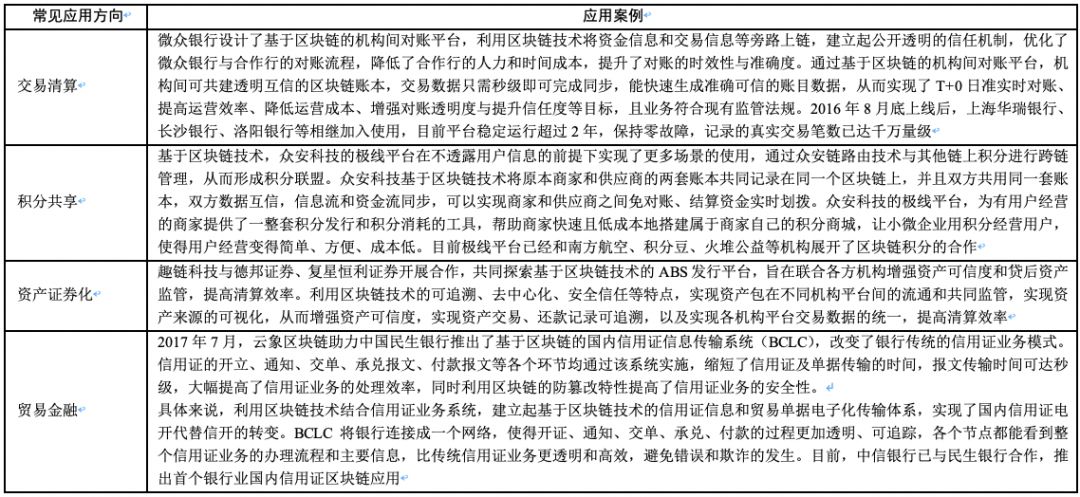 常见应用方向
应用案例
交易清算
微众银行设计了基于区块链的机构间对账平台，利用区块链技术将资金信息和交易信息等旁路上链，建立起公开透明的信任机制，优化了
微众银行与合作行的对账流程，降低了合作行的人力和时间成本，提升了对账的时效性与准确度。通过基于区块链的机构间对账平台，机
构间可共建透明互信的区块链账本，交易数据只需秒级即可完成同步，能快速生成准确可信的账目数据，从而实现了 T+0 日准实时对账、
提高运营效率、降低运营成本、增强对账透明度与提升信任度等目标，且业务符合现有监管法规。2016 年 8 月底上线后，上海华瑞银行、
长沙银行、洛阳银行等相继加入使用，目前平台稳定运行超过 2 年，保持零故障，记录的真实交易笔数已达千万量级
积分共享
基于区块链技术，众安科技的极线平台在不透露用户信息的前提下实现了更多场景的使用，通过众安链路由技术与其他链上积分进行跨链
管理，从而形成积分联盟。众安科技基于区块链技术将原本商家和供应商的两套账本共同记录在同一个区块链上，并且双方共用同一套账
本，双方数据互信，信息流和资金流同步，可以实现商家和供应商之间免对账、结算资金实时划拨。众安科技的极线平台，为有用户经营
的商家提供了一整套积分发行和积分消耗的工具，帮助商家快速且低成本地搭建属于商家自己的积分商城，让小微企业用积分经营用户，
使得用户经营变得简单、方便、成本低。目前极线平台已经和南方航空、积分豆、火堆公益等机构展开了区块链积分的合作
资产证券化
趣链科技与德邦证券、复星恒利证券开展合作，共同探索基于区块链技术的 ABS 发行平台，旨在联合各方机构增强资产可信度和贷后资产
监管，提高清算效率。利用区块链技术的可追溯、去中心化、安全信任等特点，实现资产包在不同机构平台间的流通和共同监管，实现资
产来源的可视化，从而增强资产可信度，实现资产交易、还款记录可追溯，以及实现各机构平台交易数据的统一，提高清算效率
贸易金融
2017 年 7 月，云象区块链助力中国民生银行推出了基于区块链的国内信用证信息传输系统（BCLC），改变了银行传统的信用证业务模式。
信用证的开立、通知、交单、承兑报文、付款报文等各个环节均通过该系统实施，缩短了信用证及单据传输的时间，报文传输时间可达秒
级，大幅提高了信用证业务的处理效率，同时利用区块链的防篡改特性提高了信用证业务的安全性。
具体来说，利用区块链技术结合信用证业务系统，建立起基于区块链技术的信用证信息和贸易单据电子化传输体系，实现了国内信用证电
开代替信开的转变。BCLC 将银行连接成一个网络，使得开证、通知、交单、承兑、付款的过程更加透明、可追踪，各个节点都能看到整
个信用证业务的办理流程和主要信息，比传统信用证业务更透明和高效，避免错误和欺诈的发生。目前，中信银行已与民生银行合作，推
出首个银行业国内信用证区块链应用